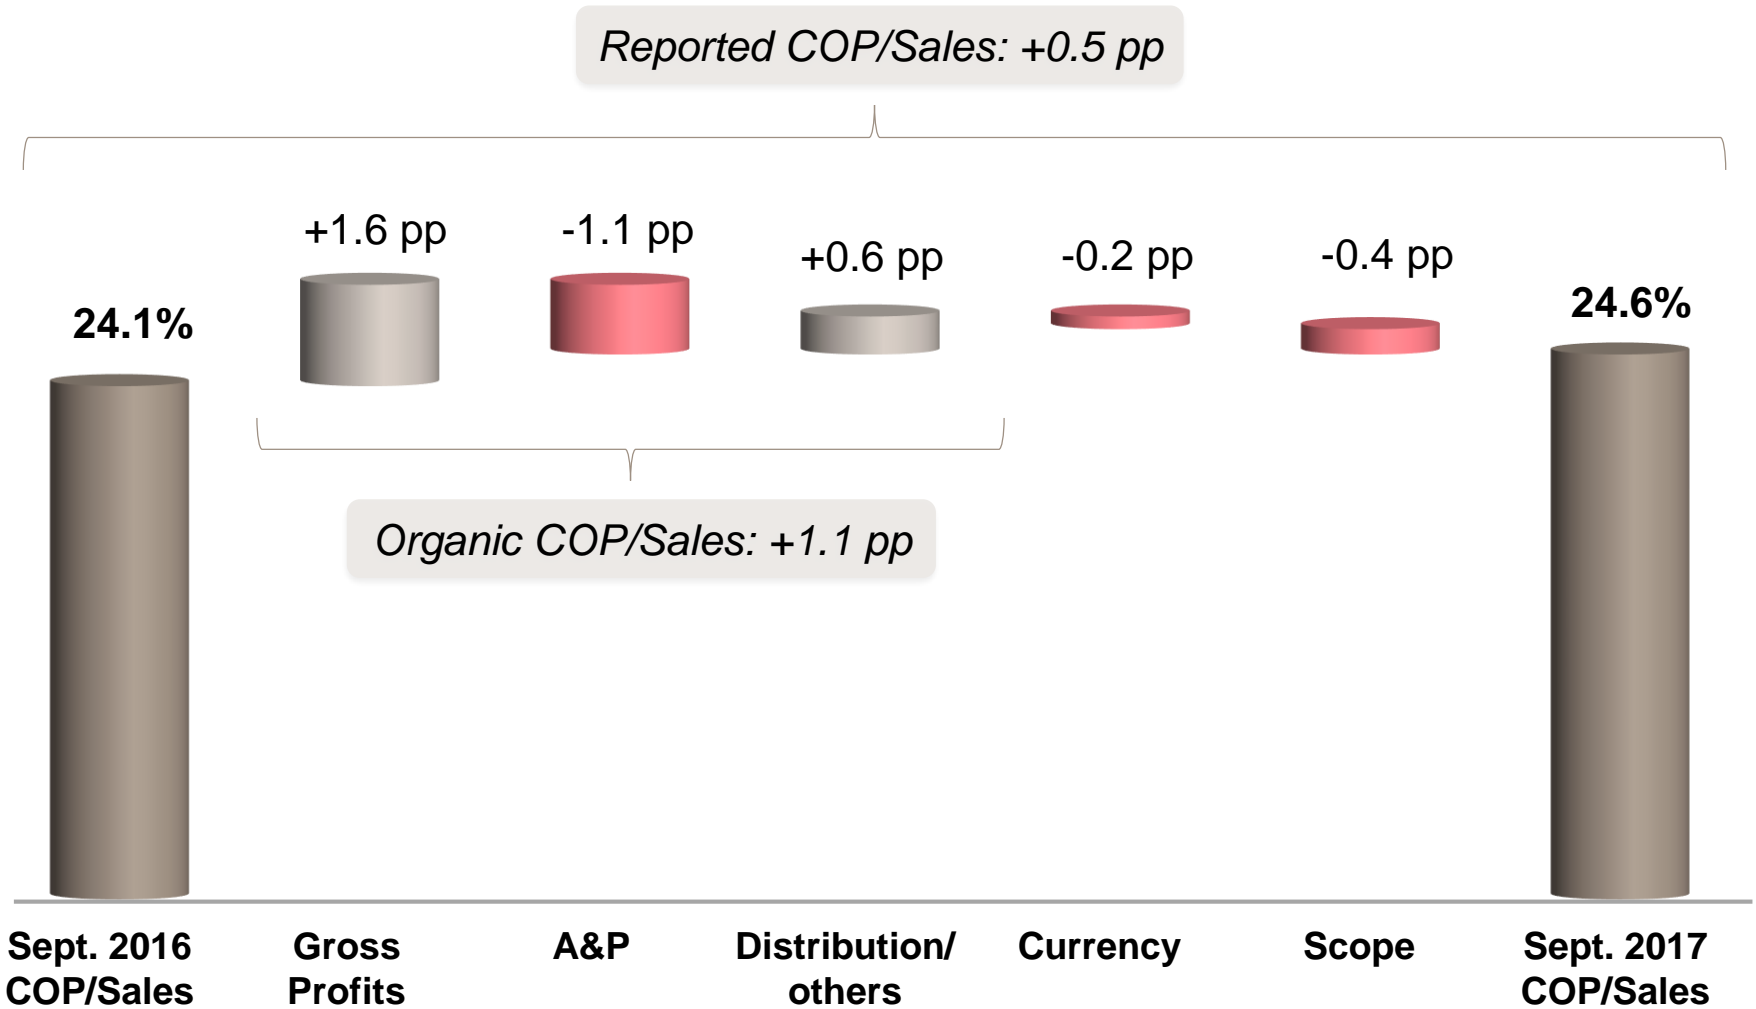 Reported COP/Sales: +0.5 pp
+1.6 pp
-1.1 pp
+0.6 pp
-0.2 pp
-0.4 pp
24.1%
24.6%
Organic COP/Sales: +1.1 pp
Sept. 2016
COP/Sales
Gross
Profits
A&P
Distribution/
others
Currency
Scope
Sept. 2017
COP/Sales